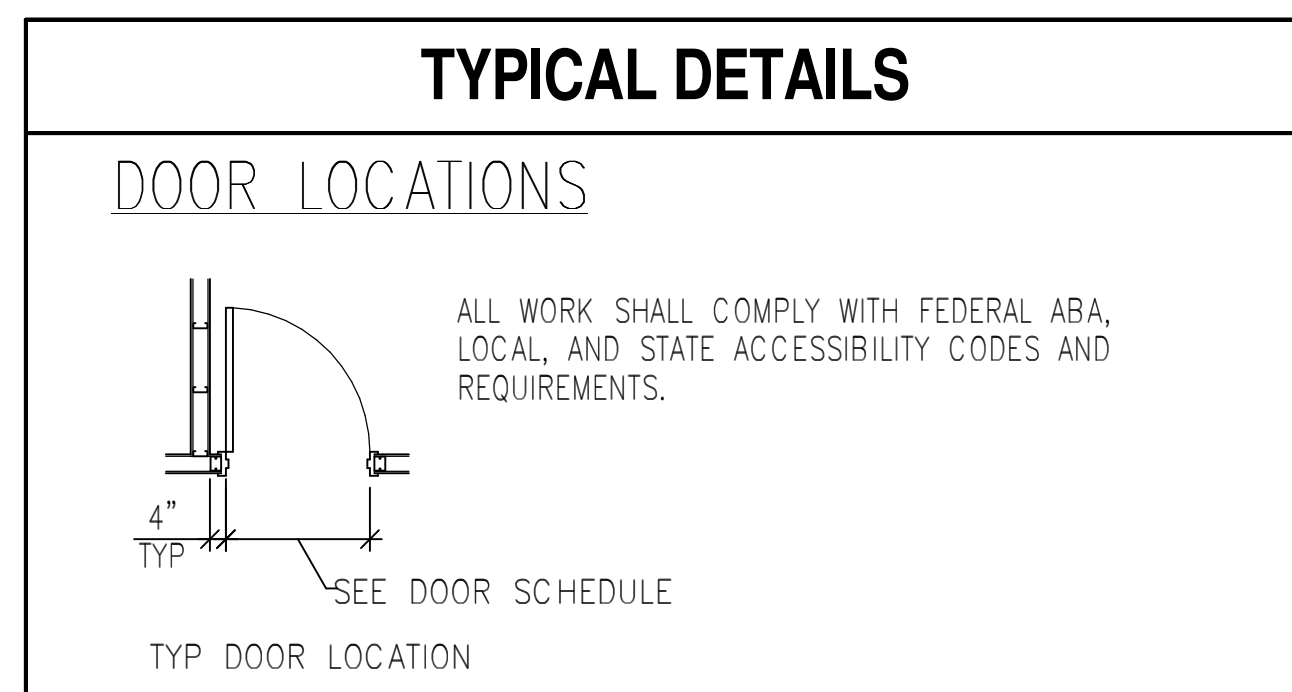 TYPICAL DETAILS
DOOR LOCATIONS
ALL WORK SHALL COMPLY WITH FEDERAL ABA,
LOCAL, AND STATE ACCESSIBILITY CODES AND
REQUIREMENTS.
4"
TYP
SEE DOOR SCHEDULE
TYP DOOR LOCATION